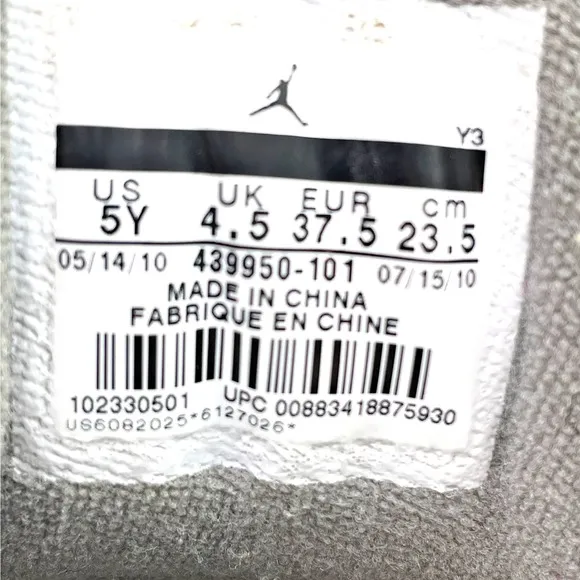 Y3
US UK EUR cm
5Y 4.5 37.5 23.5
05/14/10 439950-101 07/15/10
MADE IN CHINA
FABRIQUE EN CHINE
102330501 UPC 00883418875930
US6082025*6127026*